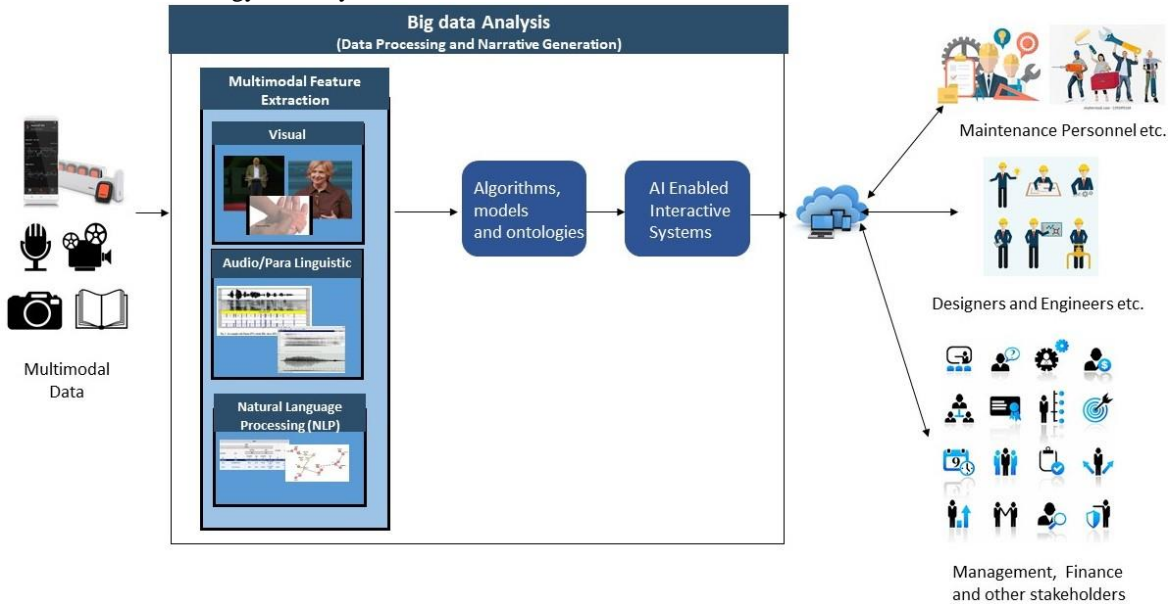 Big data Analysis
(Data Processing and Narrative Generation)
Multimodal Feature
Extraction
Visual
Audio/Para Linguistic
Natural Language
Processing (NLP)
Multimodal
Data
Algorithms,
models
and ontologies
AI Enabled
Interactive
Systems
Maintenance Personnel etc.
Designers and Engineers etc.
9
Management, Finance
and other stakeholders